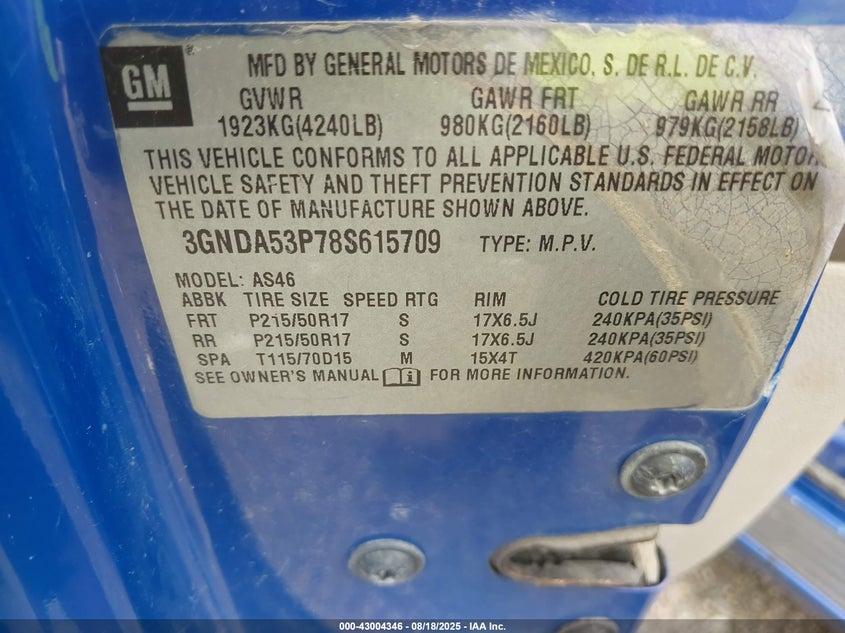 GM
MFD BY GENERAL MOTORS DE MEXICO, S. DE R.L. DE C.V.
GVWR GAWR FRT GAWR RR
1923KG(4240LB) 980KG(2160LB) 979KG(2158LB)
THIS VEHICLE CONFORMS TO ALL APPLICABLE U.S. FEDERAL MOTOR
VEHICLE SAFETY AND THEFT PREVENTION STANDARDS IN EFFECT ON
THE DATE OF MANUFACTURE SHOWN ABOVE.
3GNDA53P78S615709 TYPE: M.P.V.
MODEL: AS46
ABBK TIRE SIZE SPEED RTG RIM COLD TIRE PRESSURE
FRT P215/50R17 S 17X6.5J 240KPA(35PSI)
RR P215/50R17 S 17X6.5J 240KPA(35PSI)
SPA T115/70D15 M 15X4T 420KPA(60PSI)
SEE OWNER'S MANUAL FOR MORE INFORMATION.
000-43004346 - 08/18/2025 - IAA Inc.